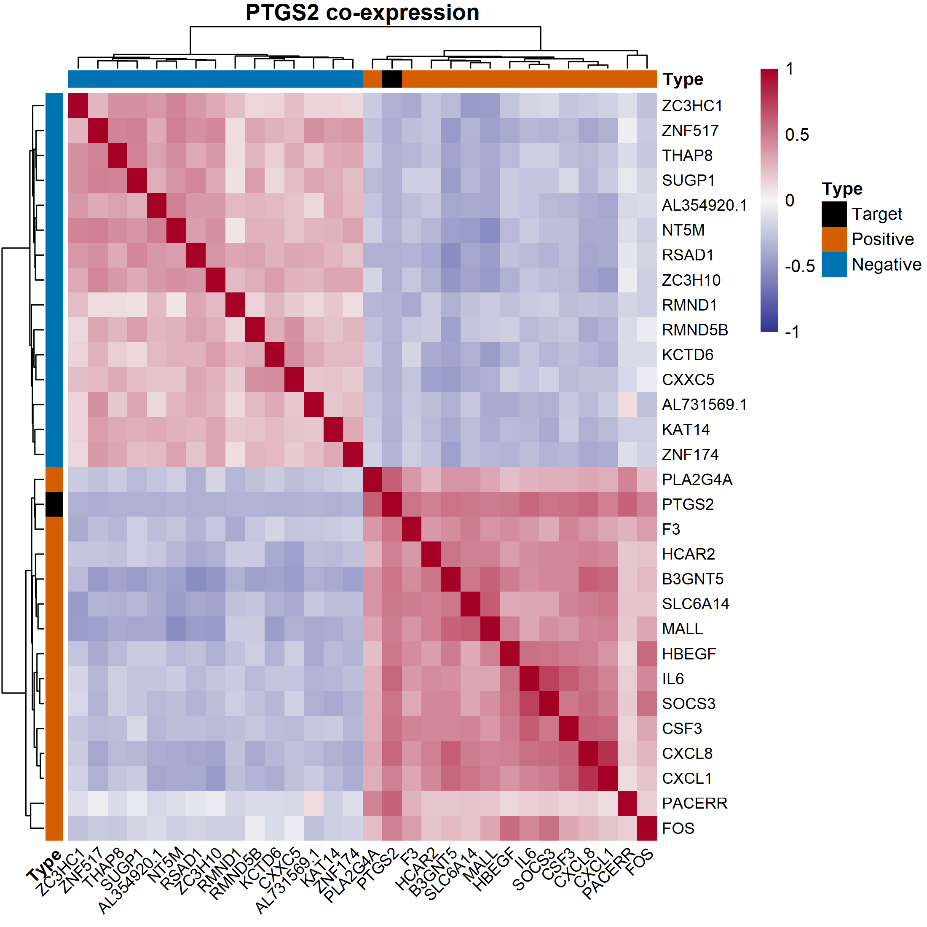 PTGS2 co-expression
Type
1
0.5
0
-0.5
-1
Type
Target
Positive
Negative
ZC3HC1
ZNF517
THAP8
SUGP1
AL354920.1
NT5M
RSAD1
ZC3H10
RMND1
RMND5B
KCTD6
CXXC5
AL731569.1
KAT14
ZNF174
PLA2G4A
PTGS2
F3
HCAR2
B3GNT5
SLC6A14
MALL
HBEGF
IL6
SOCS3
CSF3
CXCL8
CXCL1
PACERR
FOS
Type
ZC3HC1
ZNF517
THAP8
SUGP1
AL354920.1
NT5M
RSAD1
ZC3H10
RMND1
RMND5B
KCTD6
CXXC5
AL731569.1
KAT14
ZNF174
PLA2G4A
PTGS2
F3
HCAR2
B3GNT5
SLC6A14
MALL
HBEGF
IL6
SOCS3
CSF3
CXCL8
CXCL1
PACERR
FOS